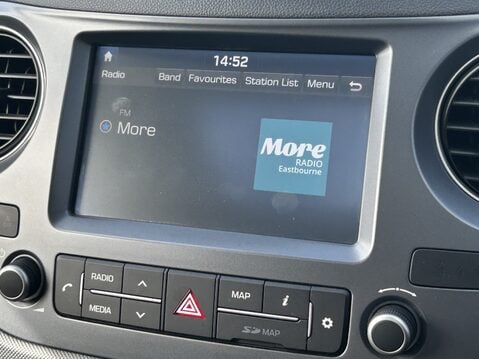 14:52
Radio Band Favourites Station List Menu
FM
More
More
RADIO
Eastbourne
RADIO MAP i
MEDIA SD MAP